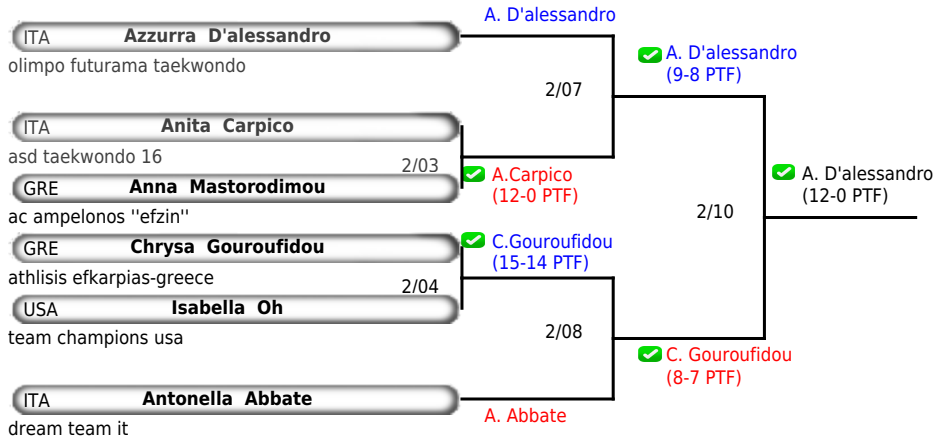 A. D'alessandro
ITA Azzurra D'alessandro
olimpo futurama taekwondo
A. D'alessandro
(9-8 PTF)
2/07
ITA Anita Carpico
asd taekwondo 16
2/03
A.Carpico
(12-0 PTF)
GRE Anna Mastorodimou
ac ampelonos ''efzin''
A. D'alessandro
(12-0 PTF)
2/10
GRE Chrysa Gouroufidou
C.Gouroufidou
(15-14 PTF)
athlisis efkarpias-greece
2/04
USA Isabella Oh
team champions usa
2/08
C. Gouroufidou
(8-7 PTF)
ITA Antonella Abbate
A. Abbate
dream team it